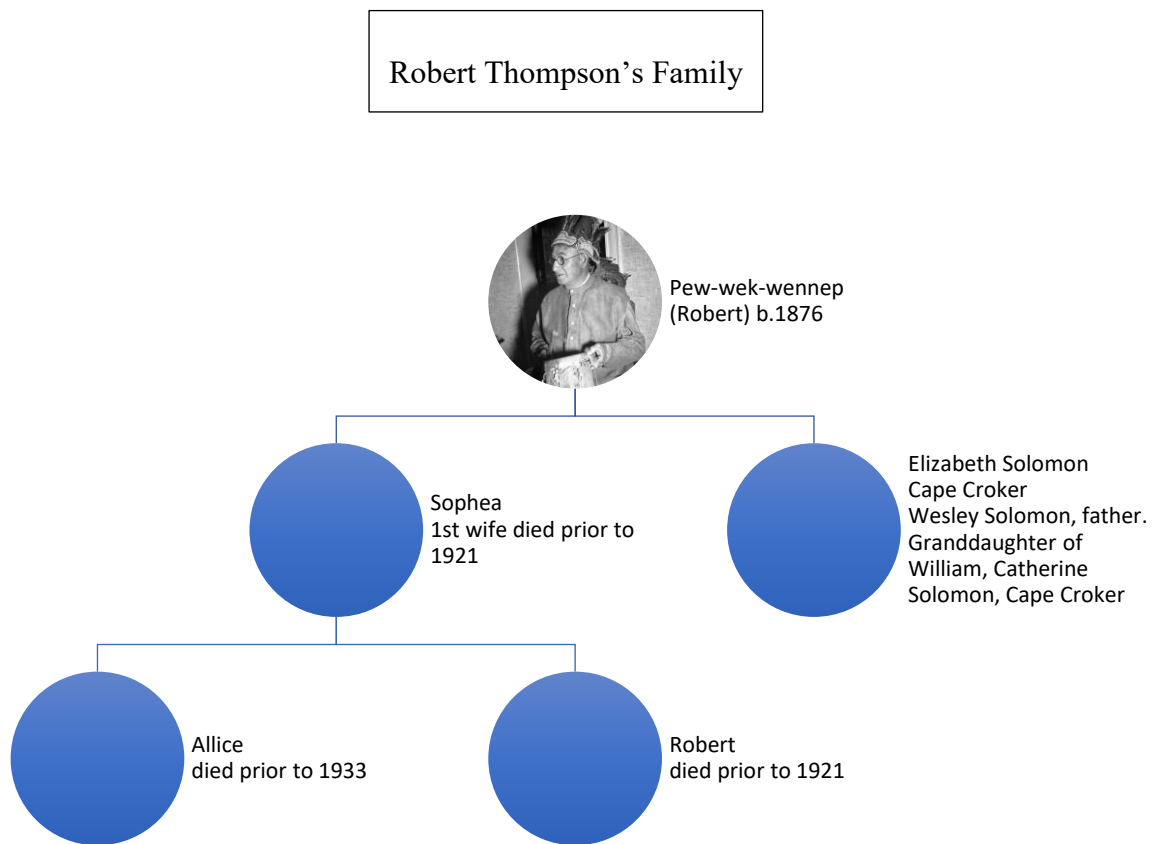 Robert Thompson’s Family
Pew-wek-wennep
(Robert) b.1876
Sophea
1st wife died prior to
1921
Elizabeth Solomon
Cape Croker
Wesley Solomon, father.
Granddaughter of
William, Catherine
Solomon, Cape Croker
Allice
died prior to 1933
Robert
died prior to 1921